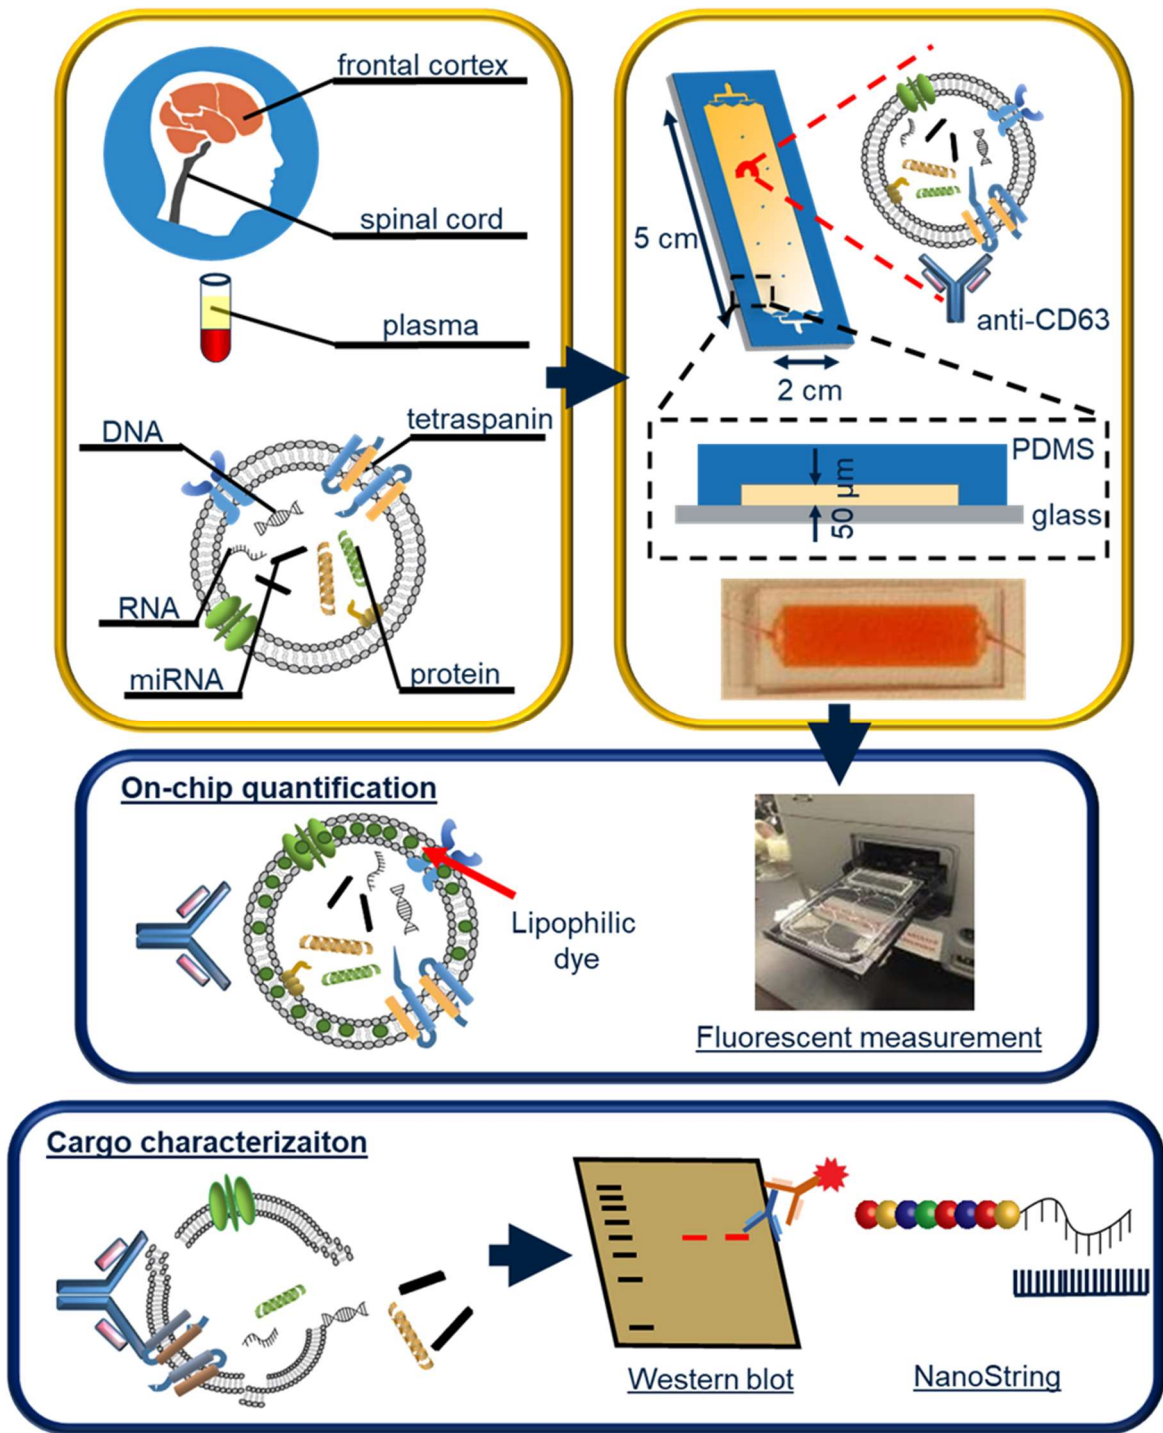 frontal cortex
spinal cord
plasma
DNA
tetraspanin
RNA
miRNA
protein
5 cm
2 cm
anti-CD63
PDMS
50 µm
glass
On-chip quantification
Lipophilic
dye
Fluorescent measurement
Cargo characterizaiton
Western blot
NanoString